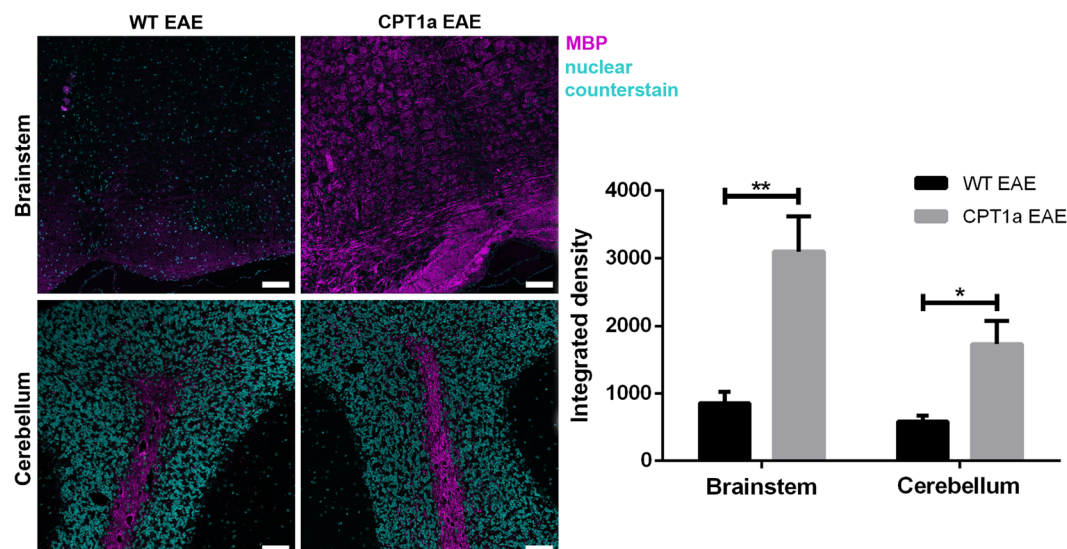 WT EAE
CPT1a EAE
MBP
nuclear
counterstain
Brainstem
Cerebellum
WT EAE
CPT1a EAE
Integrated density
4000
3000
2000
1000
0
**
*
Brainstem
Cerebellum